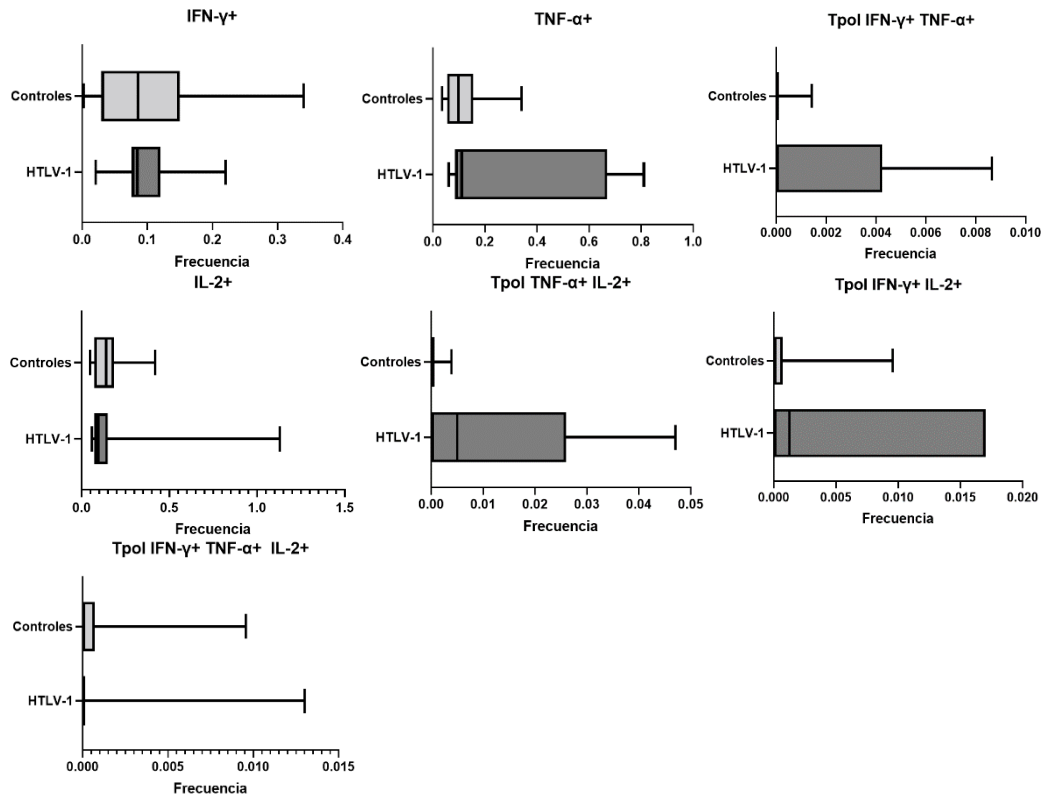 IFN-γ+
Controles
HTLV-1
0.0 0.1 0.2 0.3 0.4
Frecuencia
TNF-α+
Controles
HTLV-1
0.0 0.2 0.4 0.6 0.8 1.0
Frecuencia
Tpol IFN-γ+ TNF-α+
Controles
HTLV-1
0.000 0.002 0.004 0.006 0.008 0.010
Frecuencia
IL-2+
Controles
HTLV-1
0.0 0.5 1.0 1.5
Frecuencia
Tpol TNF-α+ IL-2+
Controles
HTLV-1
0.00 0.01 0.02 0.03 0.04 0.05
Frecuencia
Tpol IFN-γ+ IL-2+
Controles
HTLV-1
0.000 0.005 0.010 0.015 0.020
Frecuencia
Tpol IFN-γ+ TNF-α+ IL-2+
Controles
HTLV-1
0.000 0.005 0.010 0.015
Frecuencia